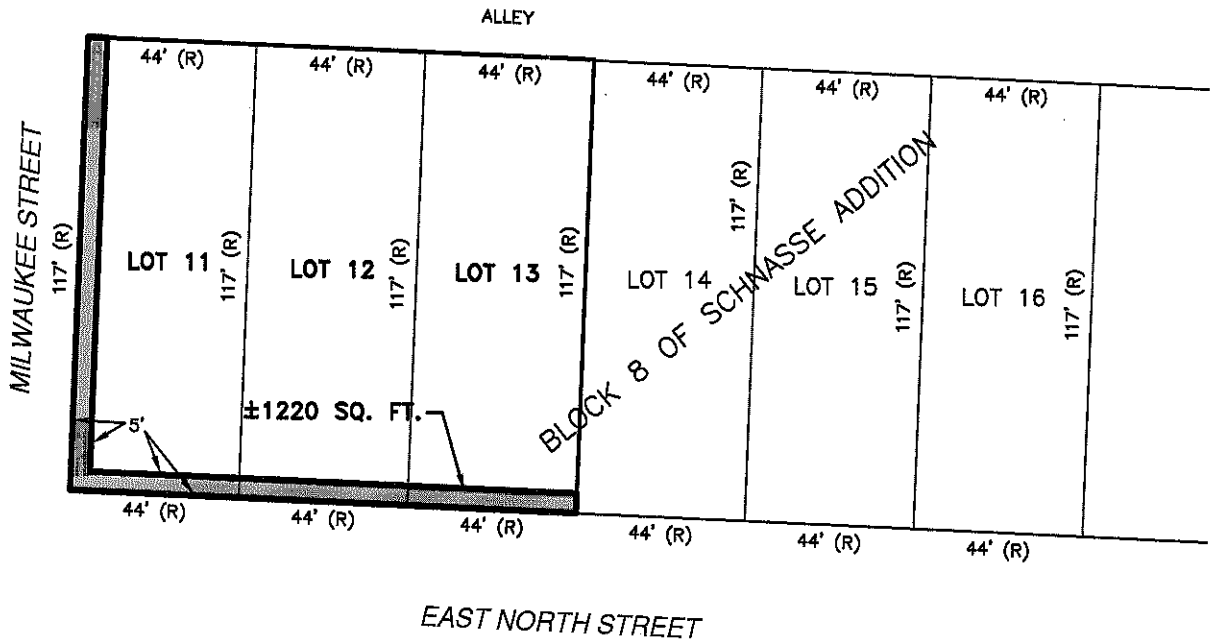 ALLEY
44' (R)
44' (R)
44' (R)
44' (R)
44' (R)
44' (R)
MILWAUKEE STREET
117' (R)
LOT 11
117' (R)
LOT 12
117' (R)
LOT 13
117' (R)
LOT 14
117' (R)
LOT 15
117' (R)
LOT 16
117' (R)
BLOCK 8 OF SCHNASSE ADDITION
±1220 SQ. FT.
5'
44' (R)
44' (R)
44' (R)
44' (R)
44' (R)
44' (R)
EAST NORTH STREET